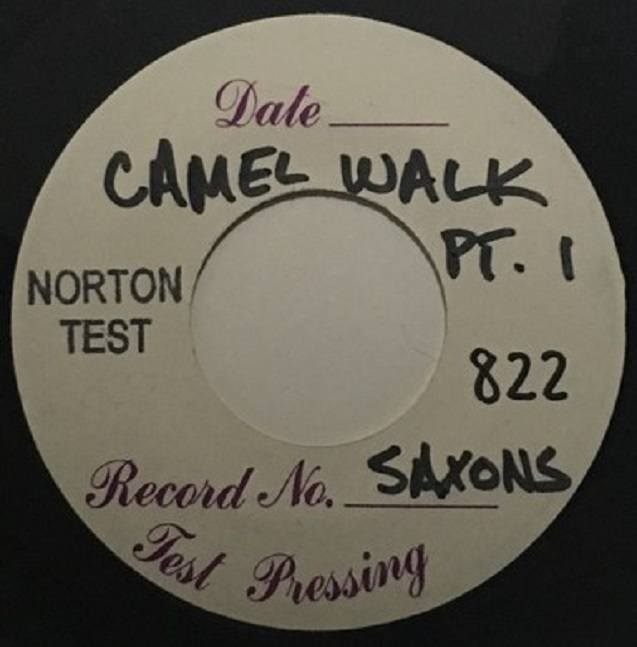 Date
CAMEL WALK
PT. 1
NORTON
TEST
822
SAXONS
Record No.
Test Pressing